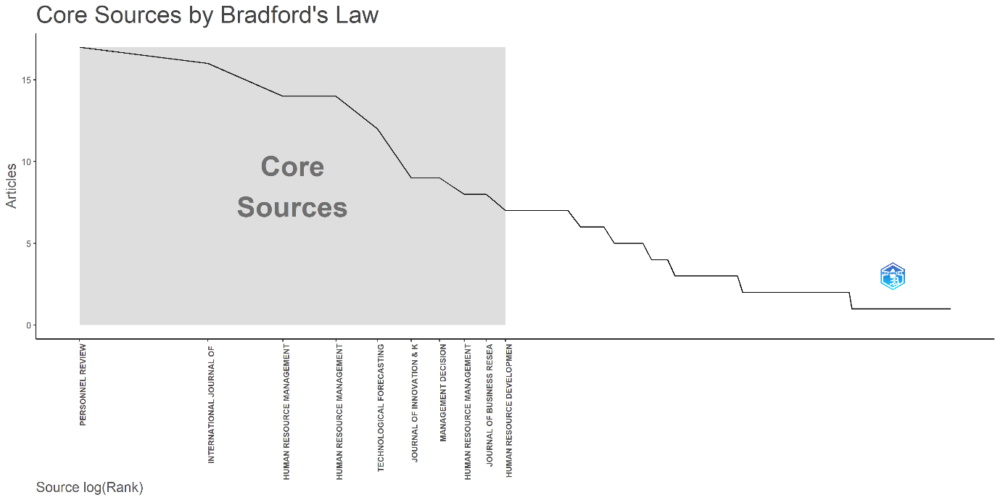 Core Sources by Bradford's Law
Articles
15
10
5
0
Core
Sources
PERSONNEL REVIEW
INTERNATIONAL JOURNAL OF
HUMAN RESOURCE MANAGEMENT
HUMAN RESOURCE MANAGEMENT
TECHNOLOGICAL FORECASTING
JOURNAL OF INNOVATION & K
MANAGEMENT DECISION
HUMAN RESOURCE MANAGEMENT
JOURNAL OF BUSINESS RESEA
HUMAN RESOURCE DEVELOPMEN
Source log(Rank)